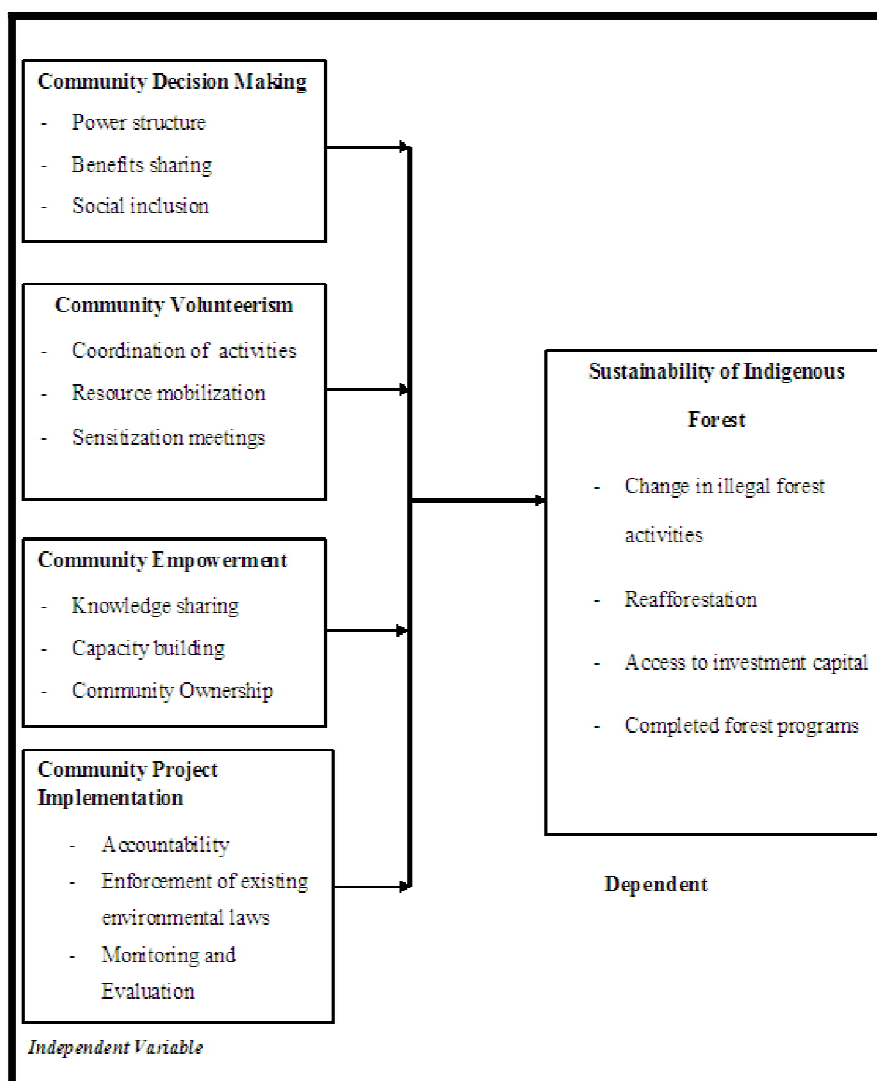 Community Decision Making
- Power structure
- Benefits sharing
- Social inclusion
Community Volunteerism
- Coordination of activities
- Resource mobilization
- Sensitization meetings
Community Empowerment
- Knowledge sharing
- Capacity building
- Community Ownership
Community Project
Implementation
- Accountability
- Enforcement of existing
environmental laws
- Monitoring and
Evaluation
Independent Variable
Sustainability of Indigenous
Forest
- Change in illegal forest
activities
- Reafforestation
- Access to investment capital
- Completed forest programs
Dependent